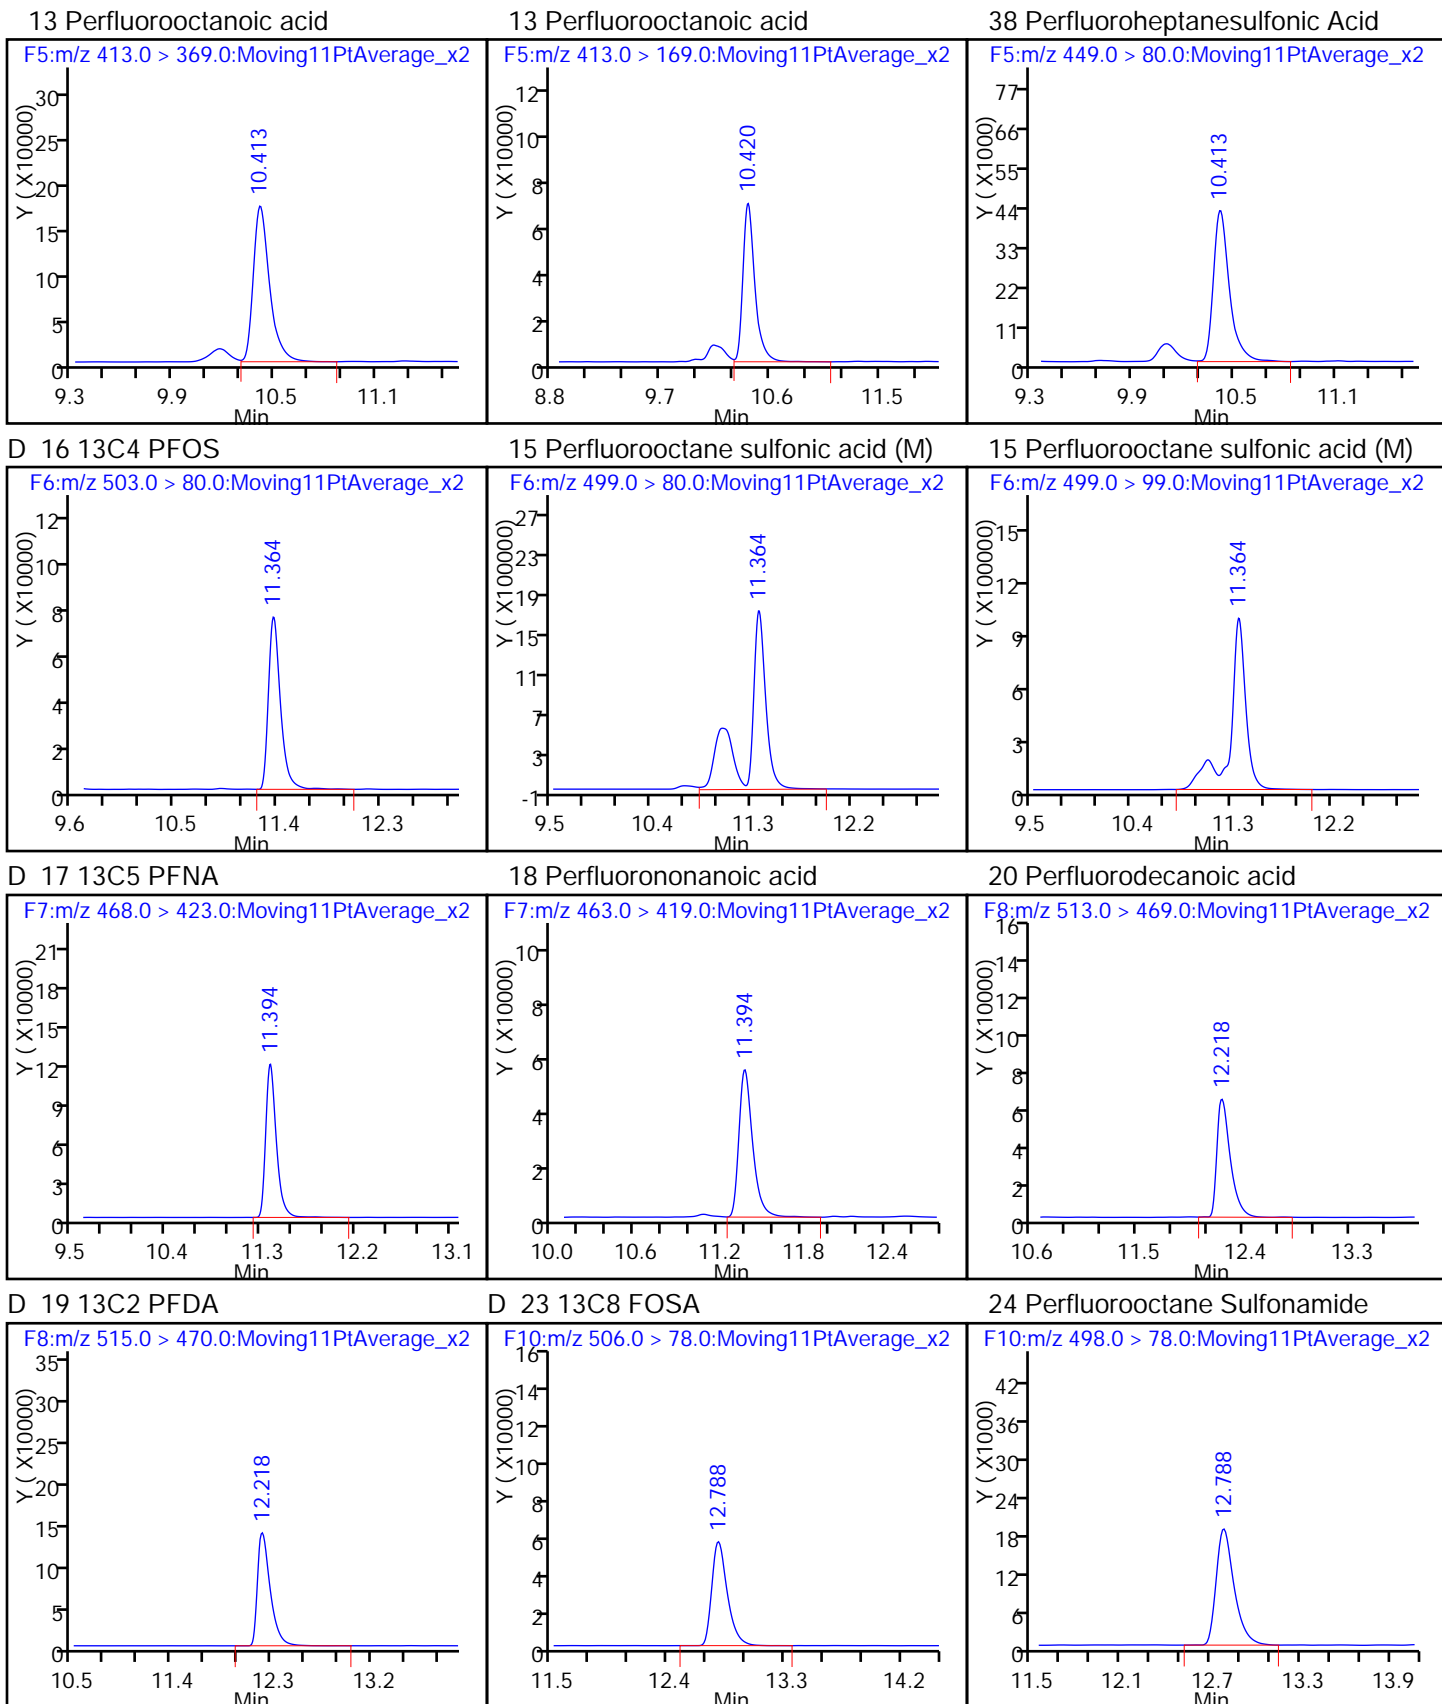 13 Perfluorooctanoic acid
F5:m/z 413.0 > 369.0:Moving11PtAverage_x2
Y ( X10000)
30
25
20
15
10
5
0
10.413
9.3 9.9 10.5 11.1
Min
13 Perfluorooctanoic acid
F5:m/z 413.0 > 169.0:Moving11PtAverage_x2
Y ( X10000)
12
10
8
6
4
2
0
10.420
8.8 9.7 10.6 11.5
Min
38 Perfluoroheptanesulfonic Acid
F5:m/z 449.0 > 80.0:Moving11PtAverage_x2
Y ( X1000)
77
66
55
44
33
22
11
0
10.413
9.3 9.9 10.5 11.1
Min
D 16 13C4 PFOS
F6:m/z 503.0 > 80.0:Moving11PtAverage_x2
Y ( X10000)
12
10
8
6
4
2
0
11.364
9.6 10.5 11.4 12.3
Min
15 Perfluorooctane sulfonic acid (M)
F6:m/z 499.0 > 80.0:Moving11PtAverage_x2
Y ( X100000)
27
23
19
15
11
7
3
-1
11.364
9.5 10.4 11.3 12.2
Min
15 Perfluorooctane sulfonic acid (M)
F6:m/z 499.0 > 99.0:Moving11PtAverage_x2
Y ( X100000)
15
12
9
6
3
0
11.364
9.5 10.4 11.3 12.2
Min
D 17 13C5 PFNA
F7:m/z 468.0 > 423.0:Moving11PtAverage_x2
Y ( X10000)
21
18
15
12
9
6
3
0
11.394
9.5 10.4 11.3 12.2 13.1
Min
18 Perfluorononanoic acid
F7:m/z 463.0 > 419.0:Moving11PtAverage_x2
Y ( X10000)
10
8
6
4
2
0
11.394
10.0 10.6 11.2 11.8 12.4
Min
20 Perfluorodecanoic acid
F8:m/z 513.0 > 469.0:Moving11PtAverage_x2
Y ( X10000)
16
14
12
10
8
6
4
2
0
12.218
10.6 11.5 12.4 13.3
Min
D 19 13C2 PFDA
F8:m/z 515.0 > 470.0:Moving11PtAverage_x2
Y ( X10000)
35
30
25
20
15
10
5
0
12.218
10.5 11.4 12.3 13.2
Min
D 23 13C8 FOSA
F10:m/z 506.0 > 78.0:Moving11PtAverage_x2
Y ( X10000)
16
14
12
10
8
6
4
2
0
12.788
11.5 12.4 13.3 14.2
Min
24 Perfluorooctane Sulfonamide
F10:m/z 498.0 > 78.0:Moving11PtAverage_x2
Y ( X1000)
42
36
30
24
18
12
6
0
12.788
11.5 12.1 12.7 13.3 13.9
Min